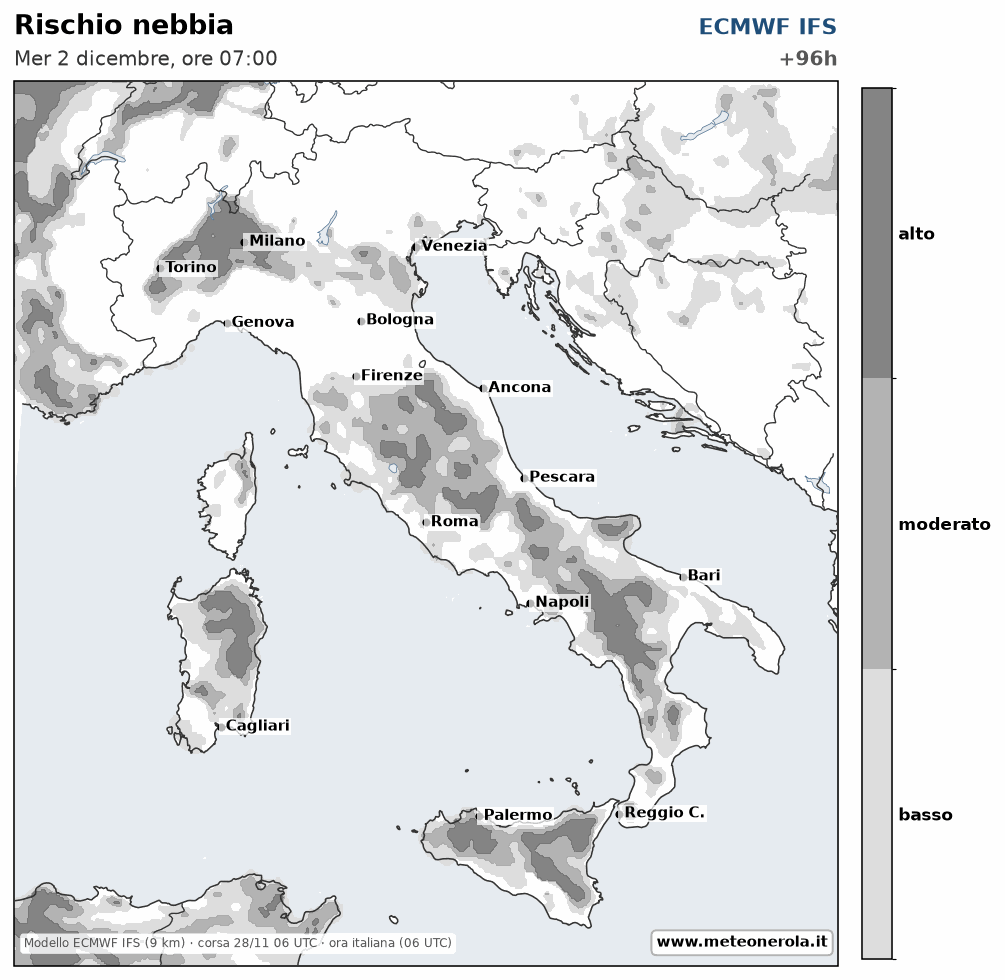 Rischio nebbia
ECMWF IFS
Mer 2 dicembre, ore 07:00
+96h
alto
Milano
Venezia
Torino
Genova
Bologna
Firenze
Ancona
Pescara
Roma
moderato
Bari
Napoli
Cagliari
Palermo
Reggio C.
basso
Modello ECMWF IFS (9 km) · corsa 28/11 06 UTC · ora italiana (06 UTC)
www.meteonerola.it